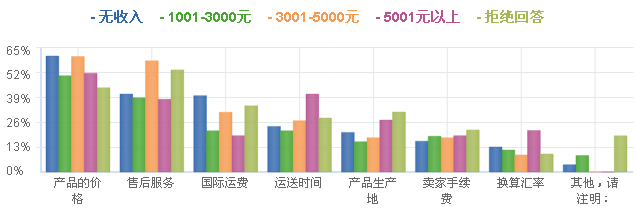 - 无收入 - 1001-3000元 - 3001-5000元 - 5001元以上 - 拒绝回答
65%
52%
39%
26%
13%
0%
产品的价格
售后服务
国际运费
运送时间
产品生产地
卖家手续费
换算汇率
其他，请注明：